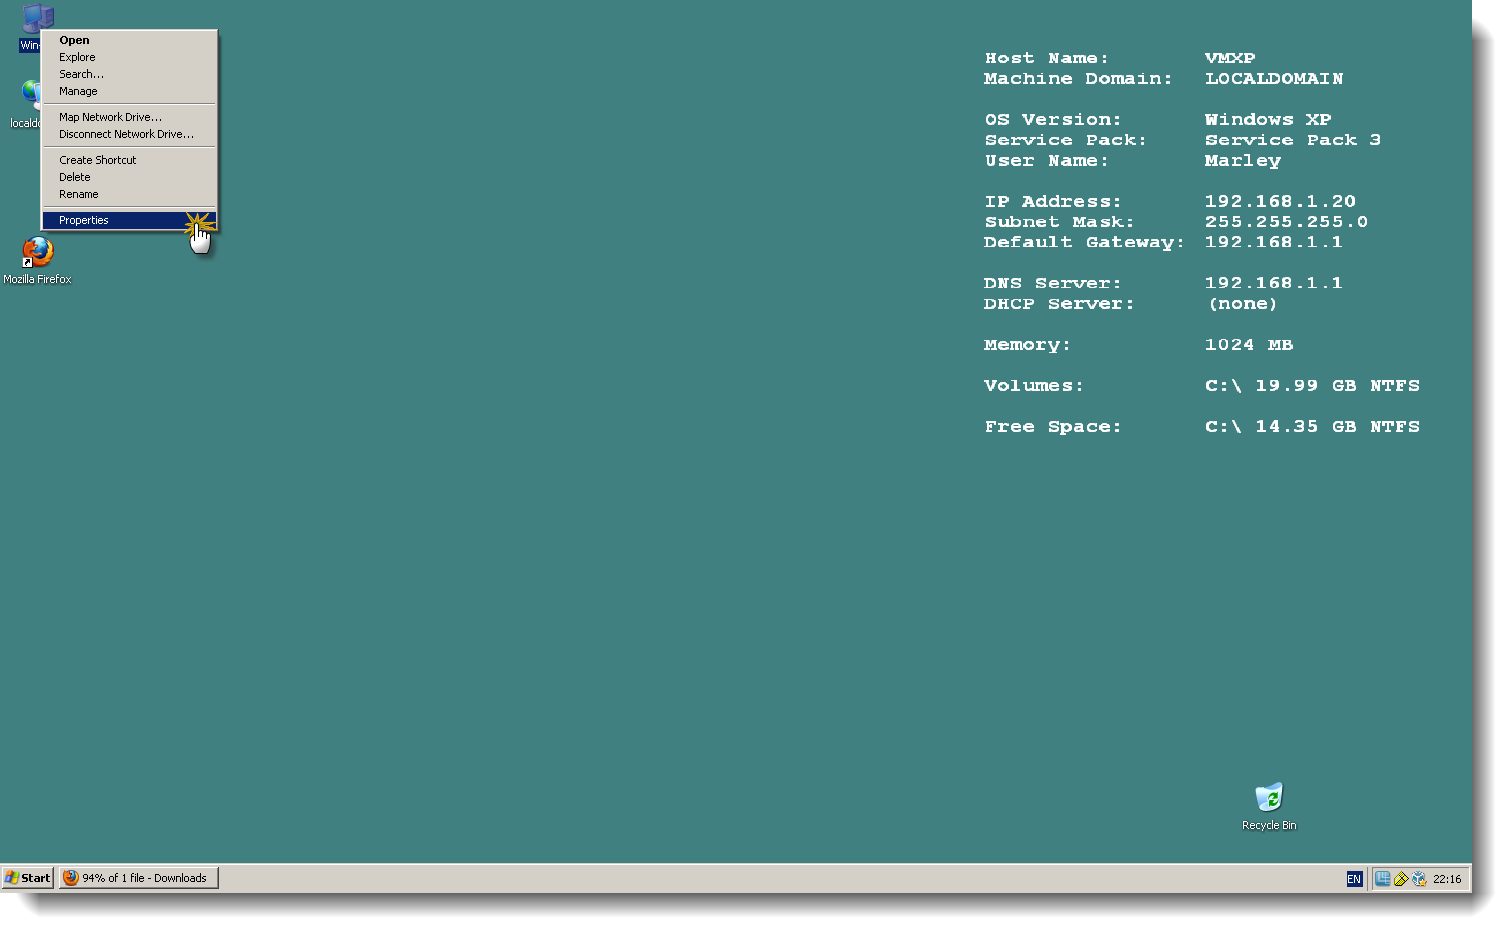 Win-
Open
Explore
Search...
Manage
Map Network Drive...
Disconnect Network Drive...
Create Shortcut
Delete
Rename
Properties
localdo
Mozilla Firefox
Host Name: VMXP
Machine Domain: LOCALDOMAIN
OS Version: Windows XP
Service Pack: Service Pack 3
User Name: Marley
IP Address: 192.168.1.20
Subnet Mask: 255.255.255.0
Default Gateway: 192.168.1.1
DNS Server: 192.168.1.1
DHCP Server: (none)
Memory: 1024 MB
Volumes: C:\ 19.99 GB NTFS
Free Space: C:\ 14.35 GB NTFS
Recycle Bin
Start
94% of 1 file - Downloads
EN
22:16